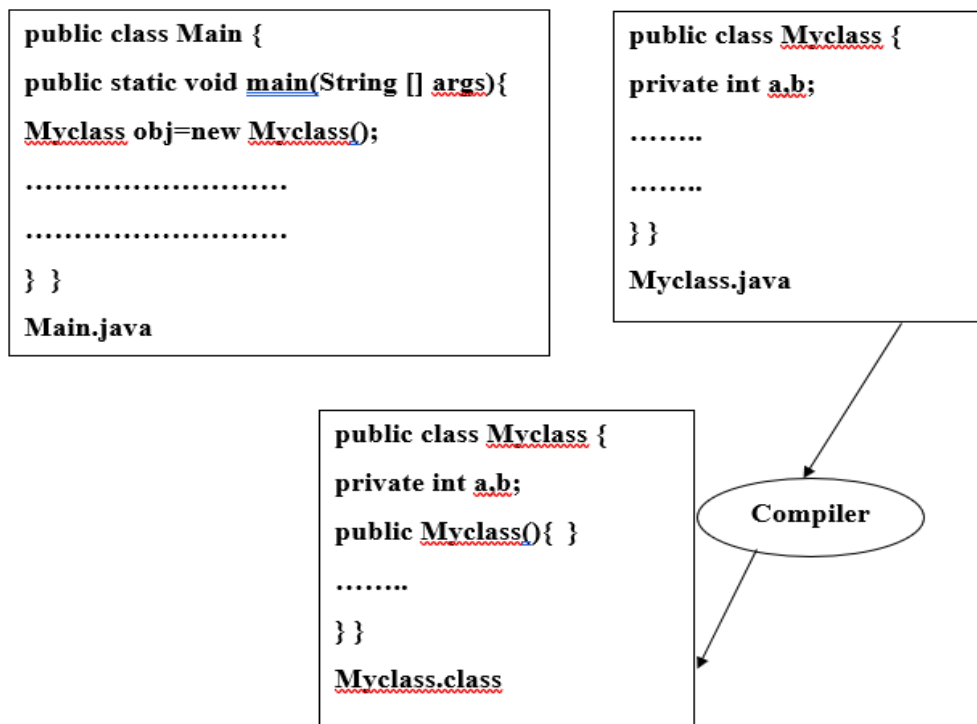 public class Main {
public static void main(String [] args){
Myclass obj=new Myclass();
...........................
...........................
}  }
Main.java
public class Myclass {
private int a,b;
........
........
} }
Myclass.java
Compiler
public class Myclass {
private int a,b;
public Myclass(){  }
........
} }
Myclass.class